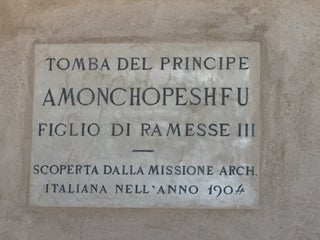 TOMBA DEL PRINCIPE
AMONCHOPESHFU
FIGLIO DI RAMESSE III
—
SCOPERTA DALLA MISSIONE ARCH.
ITALIANA NELL'ANNO 1904